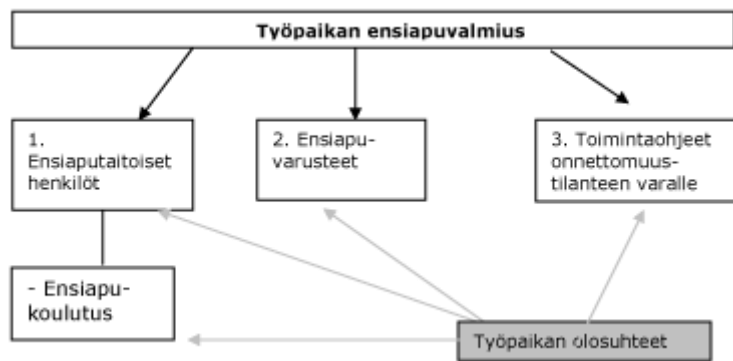 Työpaikan ensiapuvalmius
1.
Ensiaputaitoiset
henkilöt
2. Ensiapu-
varusteet
3. Toimintaohjeet
onnettomuus-
tilanteen varalle
- Ensiapu-
koulutus
Työpaikan olosuhteet